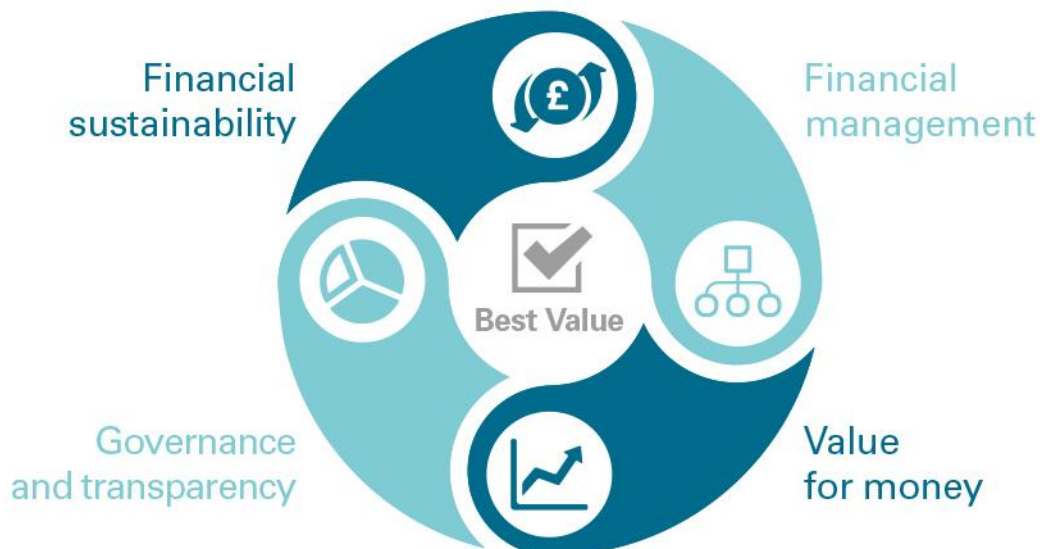 Financial
sustainability
£
Financial
management
Best Value
Governance
and transparency
Value
for money